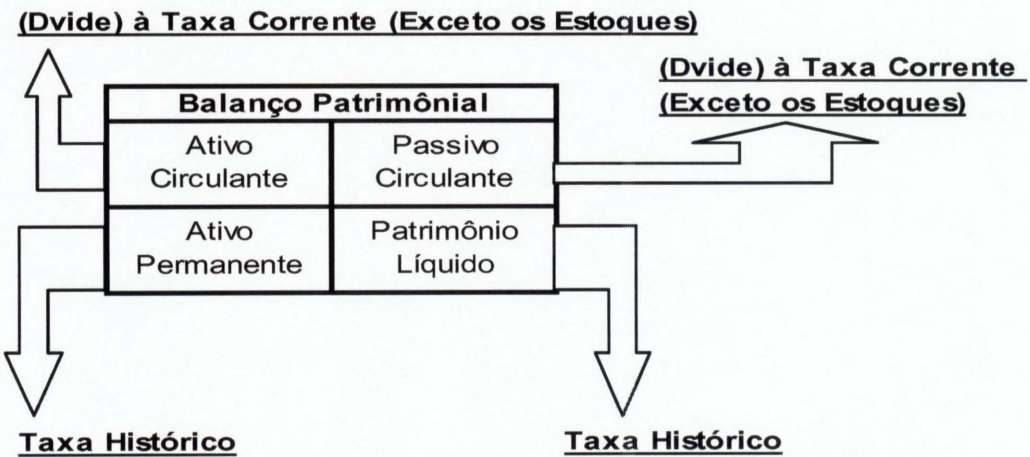 (Dvide) à Taxa Corrente (Exceto os Estoques)
(Dvide) à Taxa Corrente
(Exceto os Estoques)
Balanço Patrimônial
Ativo
Circulante
Passivo
Circulante
Ativo
Permanente
Patrimônio
Líquido
Taxa Histórico
Taxa Histórico